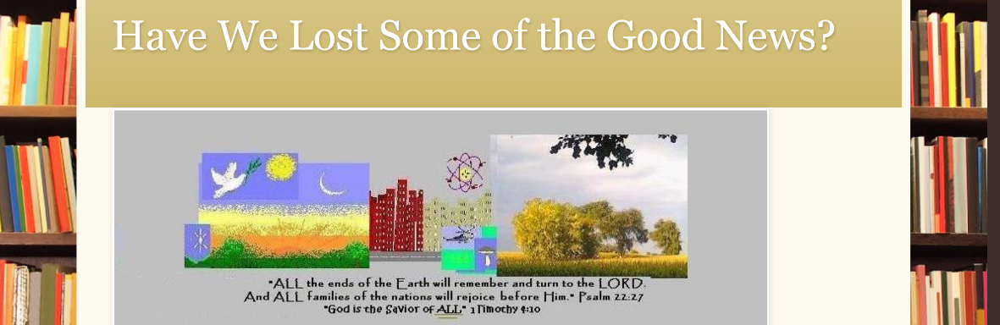 Have We Lost Some of the Good News?
"ALL the ends of the Earth will remember and turn to the LORD.
And ALL families of the nations will rejoice before Him." Psalm 22:27
"God is the Savior of ALL" 1 Timothy 4:10